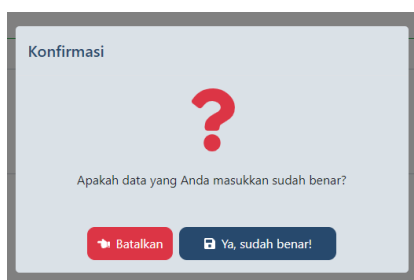 Konfirmasi
?
Apakah data yang Anda masukkan sudah benar?
Batalkan
Ya, sudah benar!